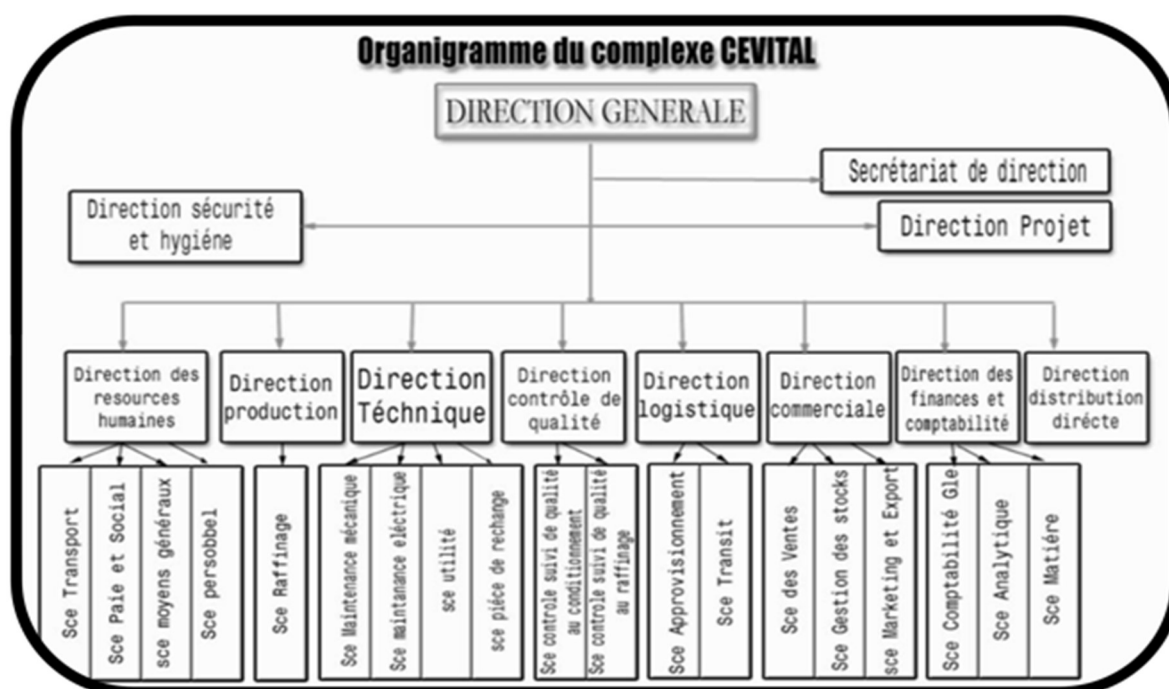 Organigramme du complexe CEVITAL
DIRECTION GENERALE
Secrétariat de direction
Direction sécurité
et hygiéne
Direction Projet
Direction des
resources
humaines
Direction
production
Direction
Téchnique
Direction
contrôle de
qualité
Direction
logistique
Direction
commerciale
Direction des
finances et
comptabilité
Direction
distribution
dirécte
Sce Transport
Sce Paie et Social
sce moyens généraux
Sce persobbel
Sce Raffinage
Sce Maintenance mécanique
Sce maintanance eléctrique
sce utilité
sce piéce de rechange
Sce controle suivi de qualité
au conditionnement
Sce controle suivi de qualité
au raffinage
Sce Approvisionnement
Sce Transit
Sce des Ventes
Sce Gestion des stocks
sce Marketing et Export
Sce Comptabilité Gle
Sce Analytique
Sce Matiére